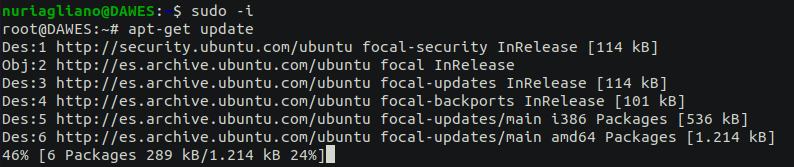 nuriagliano@DAWES:~$ sudo -i
root@DAWES:~# apt-get update
Des:1 http://security.ubuntu.com/ubuntu focal-security InRelease [114 kB]
Obj:2 http://es.archive.ubuntu.com/ubuntu focal InRelease
Des:3 http://es.archive.ubuntu.com/ubuntu focal-updates InRelease [114 kB]
Des:4 http://es.archive.ubuntu.com/ubuntu focal-backports InRelease [101 kB]
Des:5 http://es.archive.ubuntu.com/ubuntu focal-updates/main i386 Packages [536 kB]
Des:6 http://es.archive.ubuntu.com/ubuntu focal-updates/main amd64 Packages [1.214 kB]
46% [6 Packages 289 kB/1.214 kB 24%]